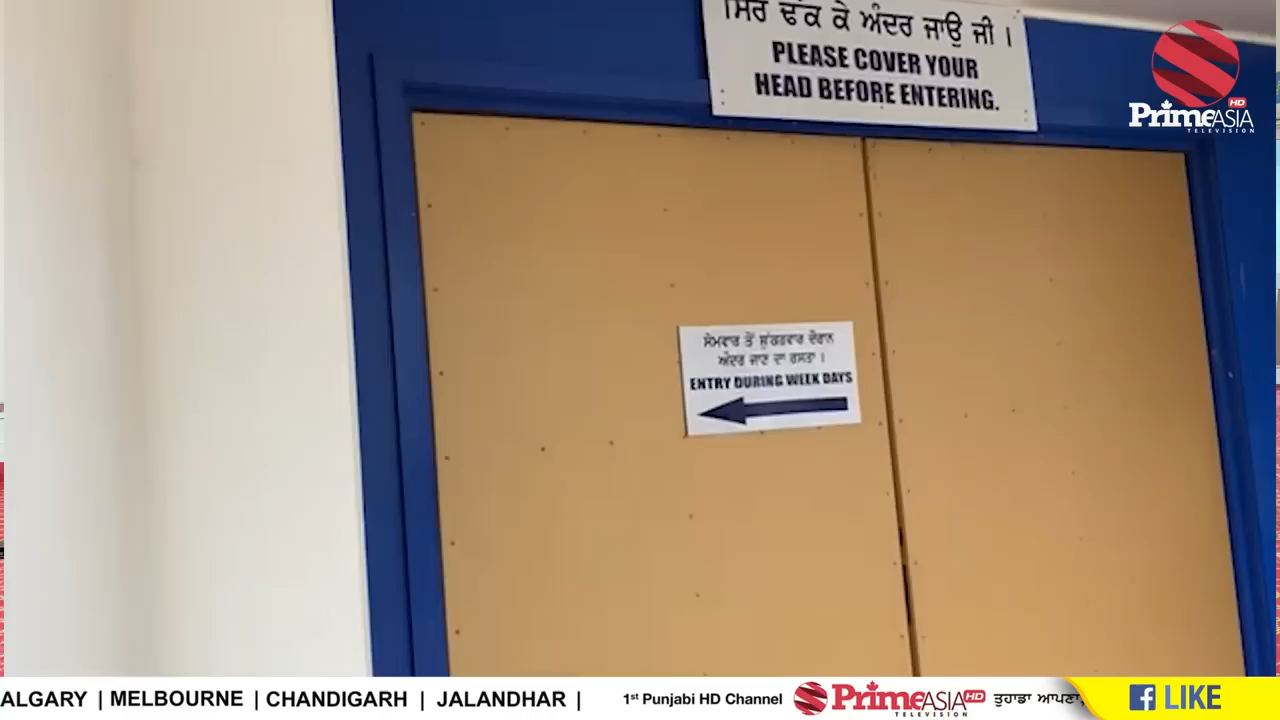 ਸਿਰ ਢੱਕ ਕੇ ਅੰਦਰ ਜਾਉ ਜੀ ।
PLEASE COVER YOUR
HEAD BEFORE ENTERING.
PrimeASIA HD
TELEVISION
ਸੋਮਵਾਰ ਤੋਂ ਸ਼ੁੱਕਰਵਾਰ ਦੌਰਾਨ
ਅੰਦਰ ਜਾਣ ਦਾ ਰਸਤਾ ।
ENTRY DURING WEEK DAYS
ALGARY | MELBOURNE | CHANDIGARH | JALANDHAR | 1st Punjabi HD Channel PrimeASIA HD TELEVISION ਤੁਹਾਡਾ ਆਪਣਾ, LIKE